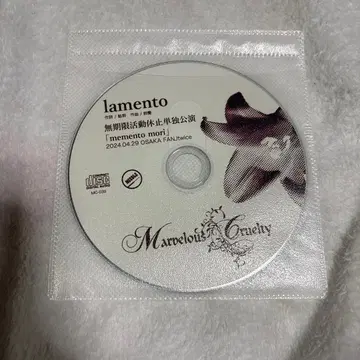 lamento
無期限活動休止単独公演
「memento mori」
2024.04.29 OSAKA FANJtwice
Marvelous Cruelty